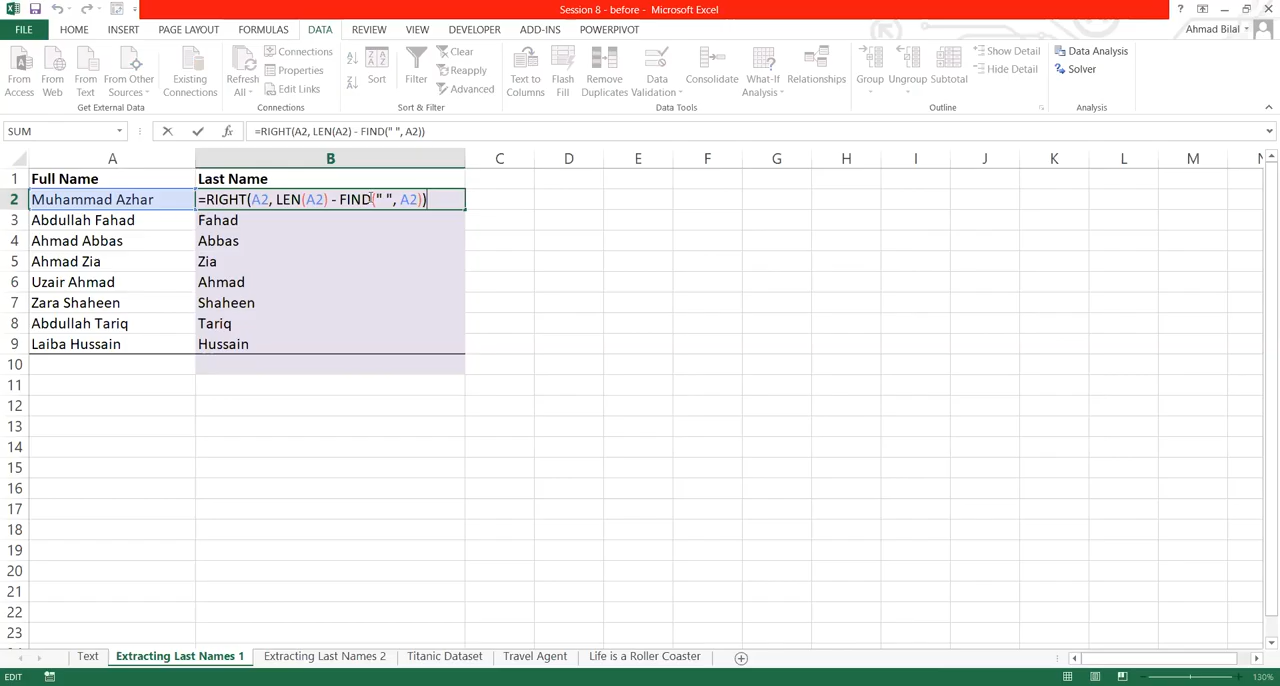 Session 8 - before - Microsoft Excel
?
FILE HOME INSERT PAGE LAYOUT FORMULAS DATA REVIEW VIEW DEVELOPER ADD-INS POWERPIVOT Ahmad Bilal
From Access
From Web
From Text
From Other Sources
Get External Data
Existing Connections
Refresh All
Connections
Properties
Edit Links
Connections
Sort
Filter
Clear
Reapply
Advanced
Sort & Filter
Text to Columns
Flash Fill
Remove Duplicates
Data Validation
Consolidate
What-If Analysis
Relationships
Data Tools
Group
Ungroup
Subtotal
Show Detail
Hide Detail
Outline
Data Analysis
Solver
Analysis
SUM fx =RIGHT(A2, LEN(A2) - FIND(" ", A2))
A B C D E F G H I J K L M N
1 Full Name Last Name
2 Muhammad Azhar =RIGHT(A2, LEN(A2) - FIND(" ", A2))
3 Abdullah Fahad Fahad
4 Ahmad Abbas Abbas
5 Ahmad Zia Zia
6 Uzair Ahmad Ahmad
7 Zara Shaheen Shaheen
8 Abdullah Tariq Tariq
9 Laiba Hussain Hussain
10
11
12
13
14
15
16
17
18
19
20
21
22
23
Text Extracting Last Names 1 Extracting Last Names 2 Titanic Dataset Travel Agent Life is a Roller Coaster
EDIT 130%